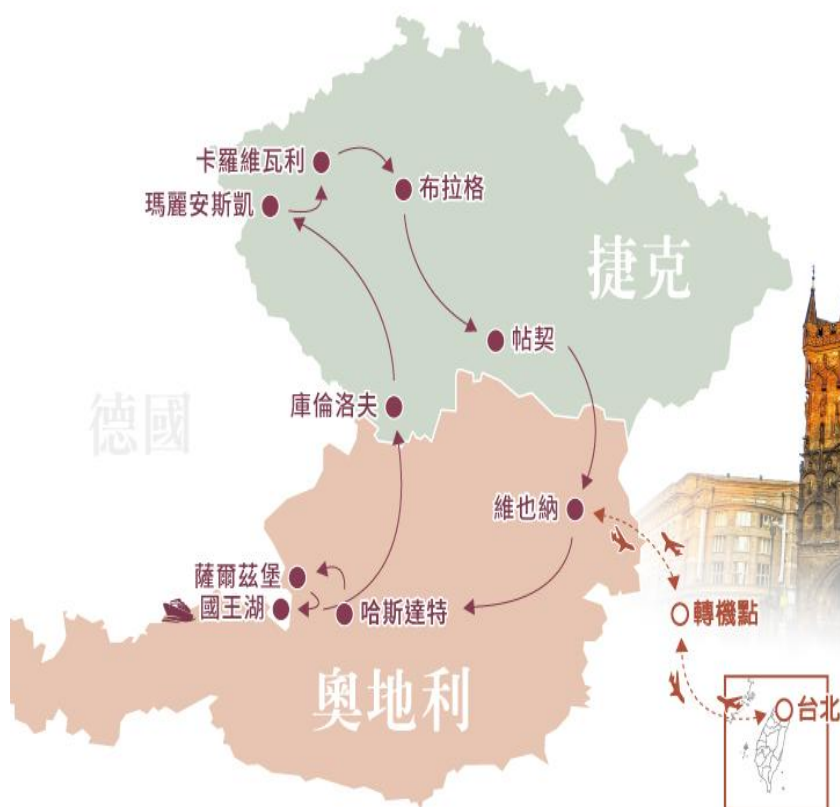 卡羅維瓦利
瑪麗安斯凱
布拉格
捷克
帖契
德國
庫倫洛夫
維也納
薩爾茲堡
國王湖
哈斯達特
轉機點
奧地利
台北